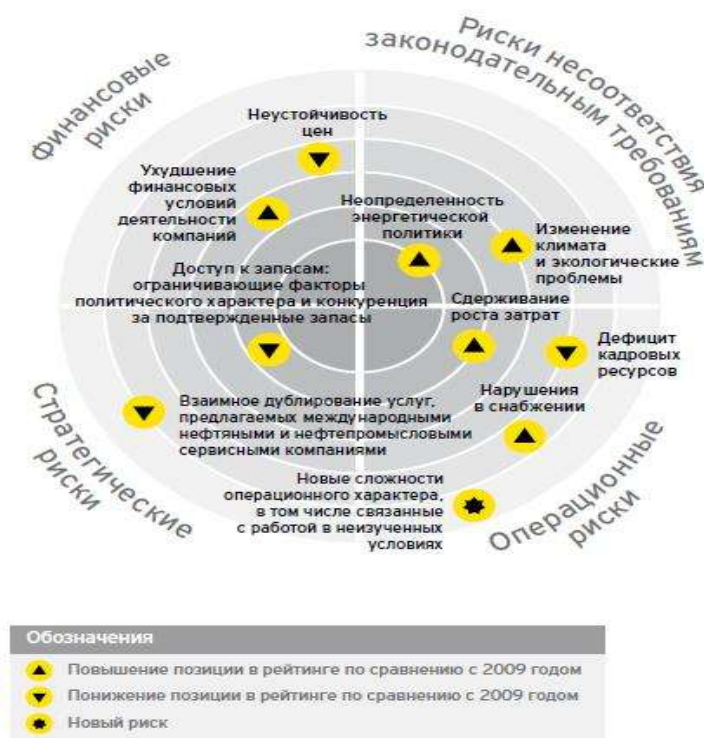 Финансовые
риски
Риски несоответствия
законодательным требованиям
Неустойчивость
цен
Ухудшение
финансовых
условий
деятельности
компаний
Неопределенность
энергетической
политики
Изменение
климата
и экологические
проблемы
Доступ к запасам:
ограничивающие факторы
политического характера и конкуренция
за подтвержденные запасы
Сдерживание
роста затрат
Дефицит
кадровых
ресурсов
Нарушения
в снабжении
Взаимное дублирование услуг,
предлагаемых международными
нефтяными и нефтепромысловыми
сервисными компаниями
Новые сложности
операционного характера,
в том числе связанные
с работой в неизученных
условиях
Стратегические
риски
Операционные
риски
Обозначения
Повышение позиции в рейтинге по сравнению с 2009 годом
Понижение позиции в рейтинге по сравнению с 2009 годом
Новый риск